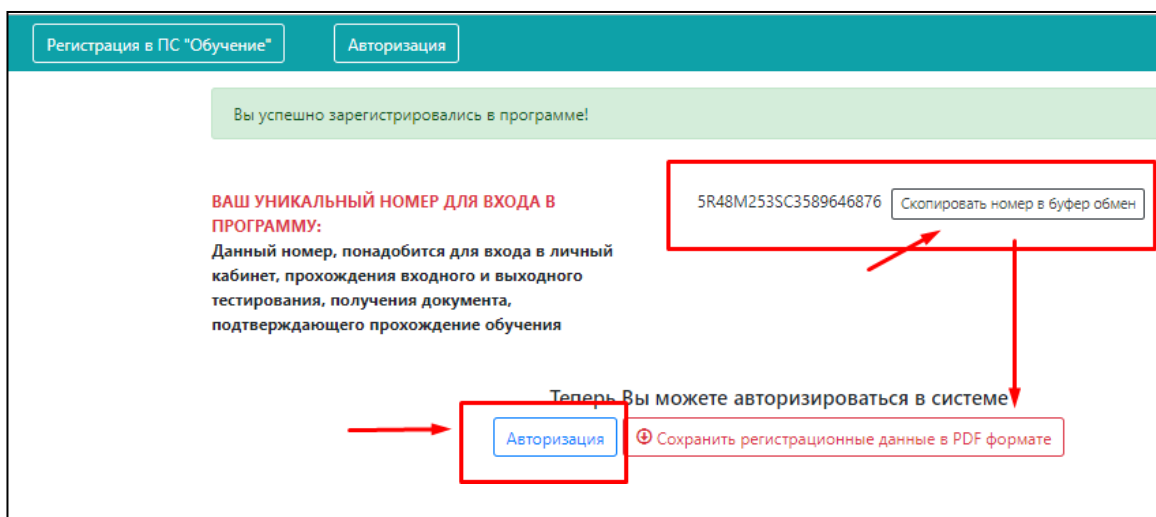 Регистрация в ПС "Обучение"
Авторизация
Вы успешно зарегистрировались в программе!
ВАШ УНИКАЛЬНЫЙ НОМЕР ДЛЯ ВХОДА В
ПРОГРАММУ:
Данный номер, понадобится для входа в личный
кабинет, прохождения входного и выходного
тестирования, получения документа,
подтверждающего прохождение обучения
5R48M253SC3589646876 Скопировать номер в буфер обмен
Теперь Вы можете авторизироваться в системе
Авторизация
Сохранить регистрационные данные в PDF формате